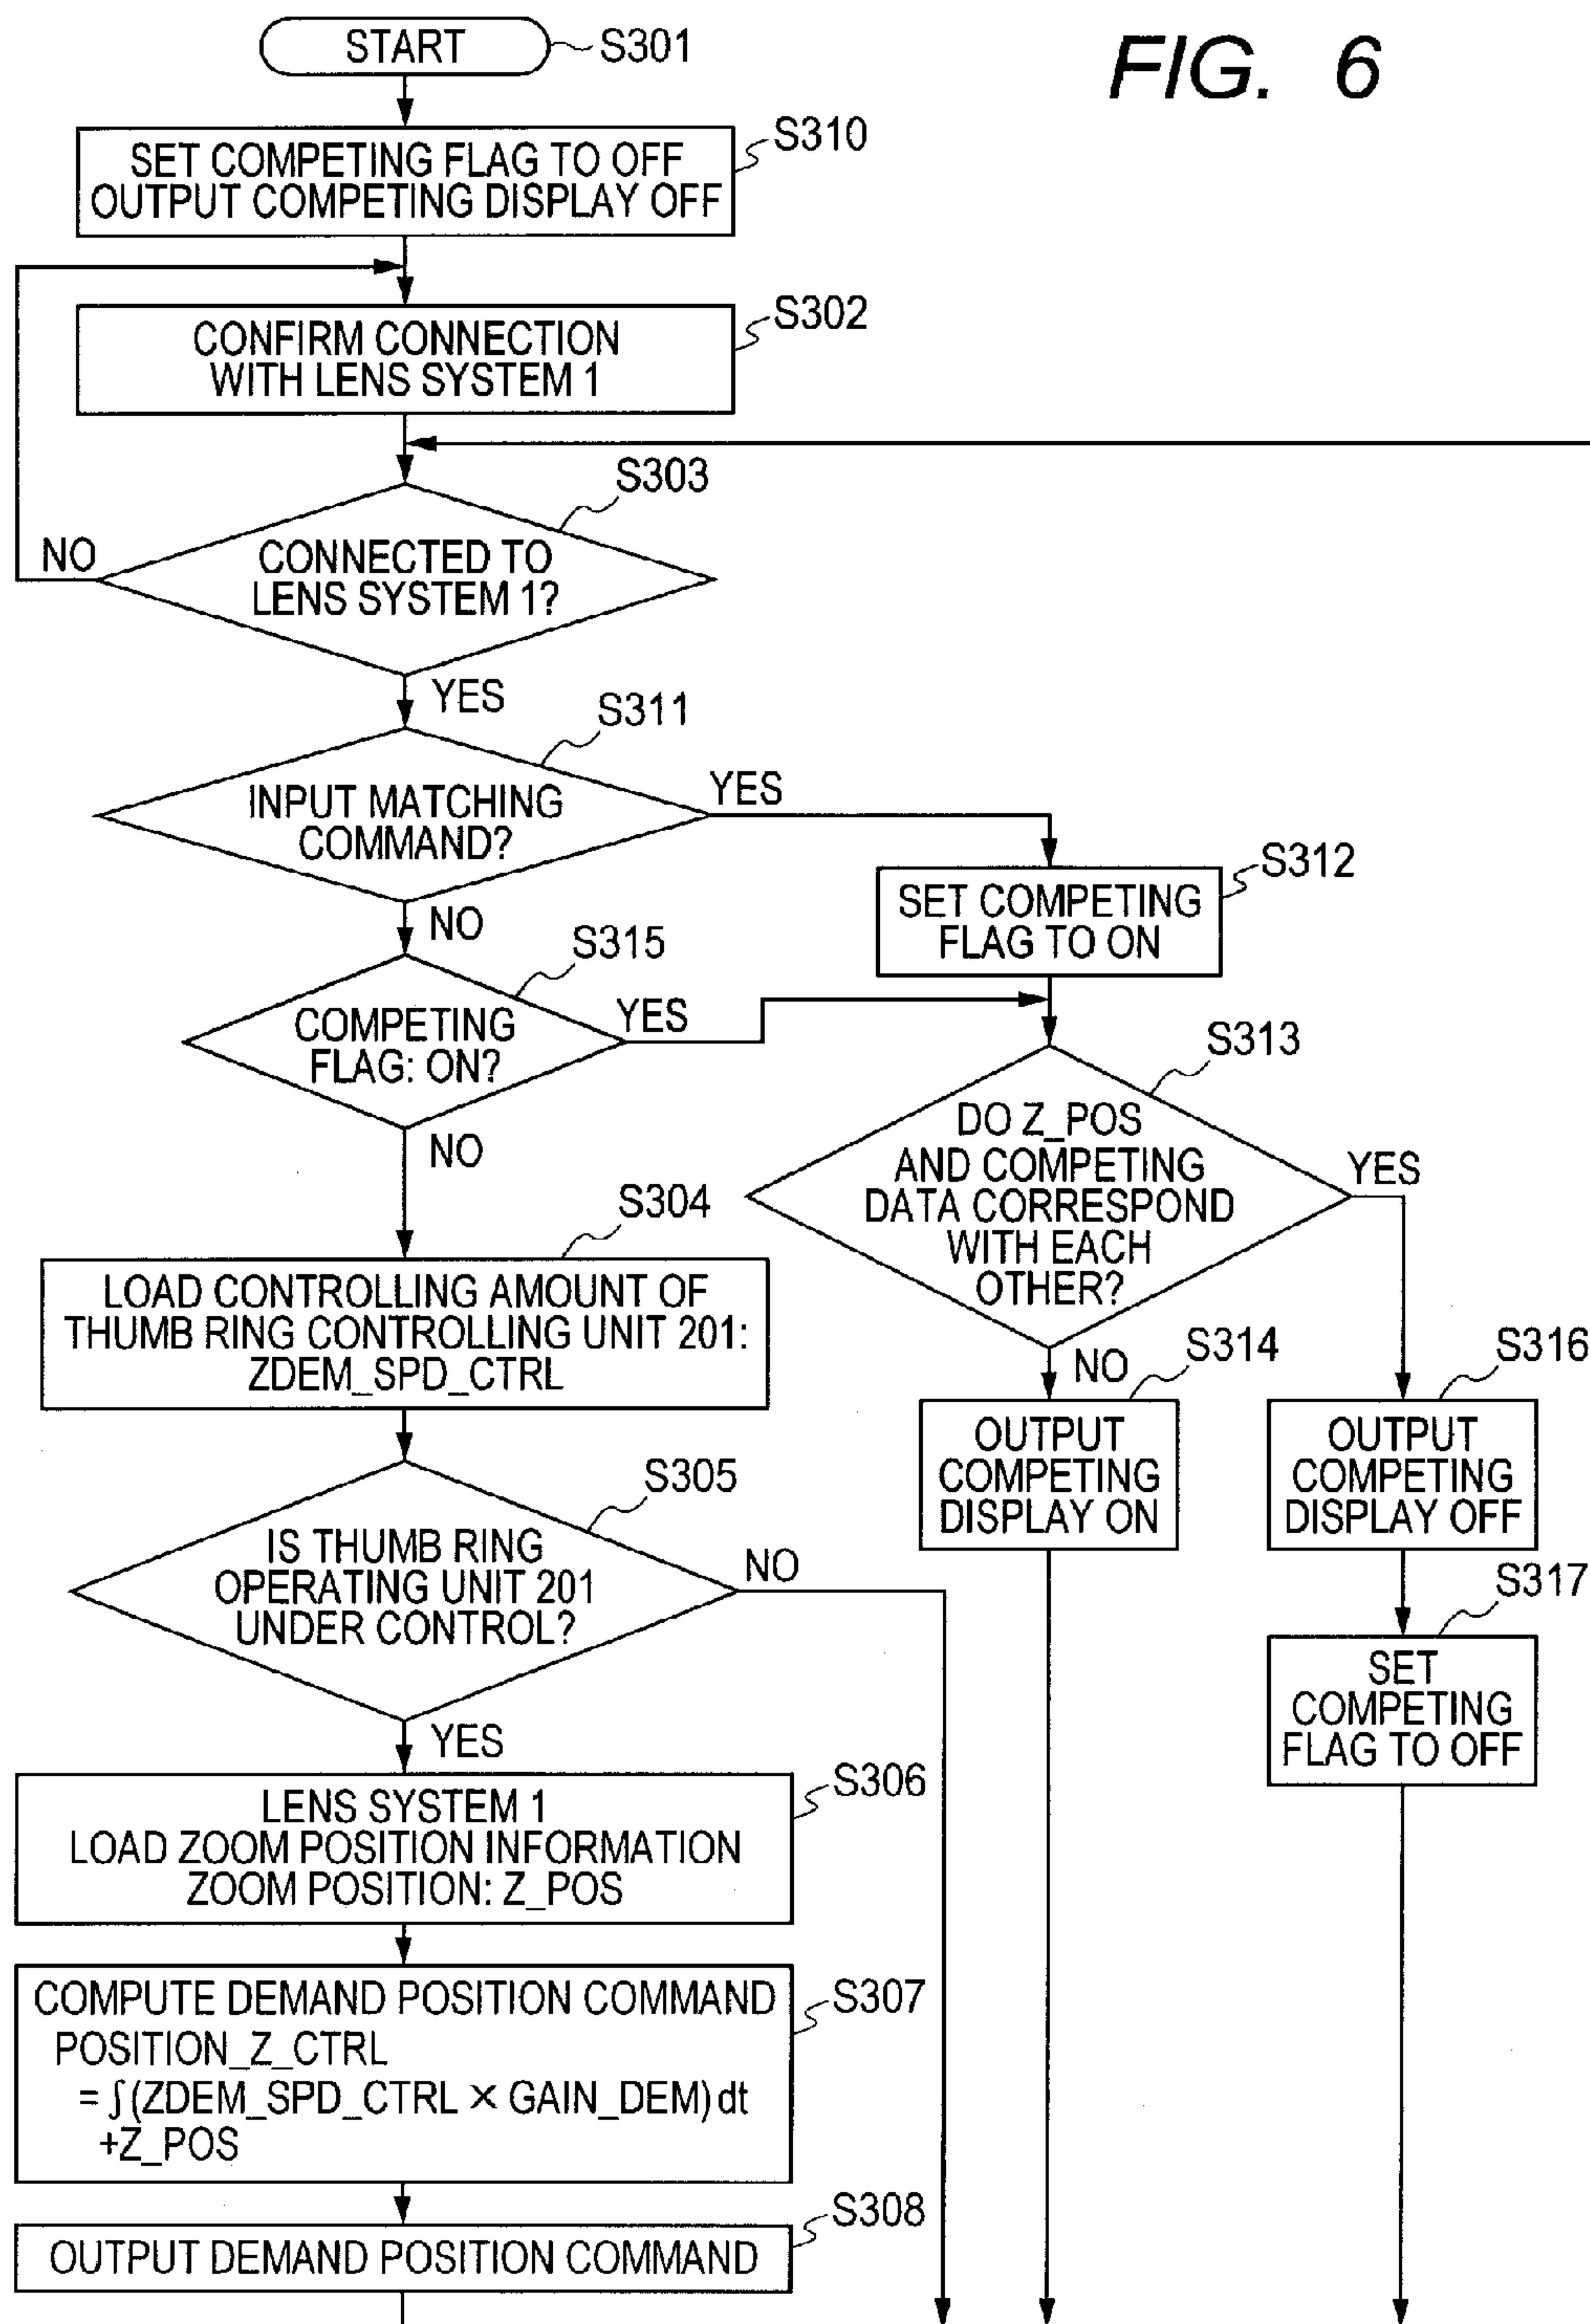 FIG. 6
START
S301
SET COMPETING FLAG TO OFF
OUTPUT COMPETING DISPLAY OFF
S310
CONFIRM CONNECTION
WITH LENS SYSTEM 1
S302
S303
CONNECTED TO
LENS SYSTEM 1?
NO
YES
S311
INPUT MATCHING
COMMAND?
YES
NO
S312
SET COMPETING
FLAG TO ON
S315
COMPETING
FLAG: ON?
YES
NO
S313
DO Z_POS
AND COMPETING
DATA CORRESPOND
WITH EACH
OTHER?
YES
NO
S304
LOAD CONTROLLING AMOUNT OF
THUMB RING CONTROLLING UNIT 201:
ZDEM_SPD_CTRL
S314
OUTPUT
COMPETING
DISPLAY ON
S316
OUTPUT
COMPETING
DISPLAY OFF
S305
IS THUMB RING
OPERATING UNIT 201
UNDER CONTROL?
NO
YES
S317
SET
COMPETING
FLAG TO OFF
LENS SYSTEM 1
LOAD ZOOM POSITION INFORMATION
ZOOM POSITION: Z_POS
S306
COMPUTE DEMAND POSITION COMMAND
POSITION_Z_CTRL
= ∫(ZDEM_SPD_CTRL × GAIN_DEM) dt
+Z_POS
S307
OUTPUT DEMAND POSITION COMMAND
S308